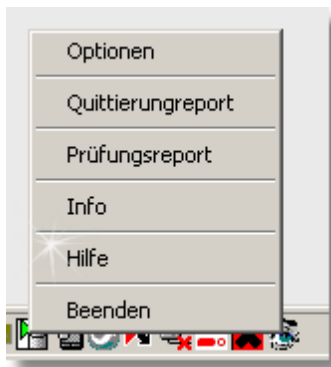 Optionen
Quittierungreport
Prüfungsreport
Info
Hilfe
Beenden